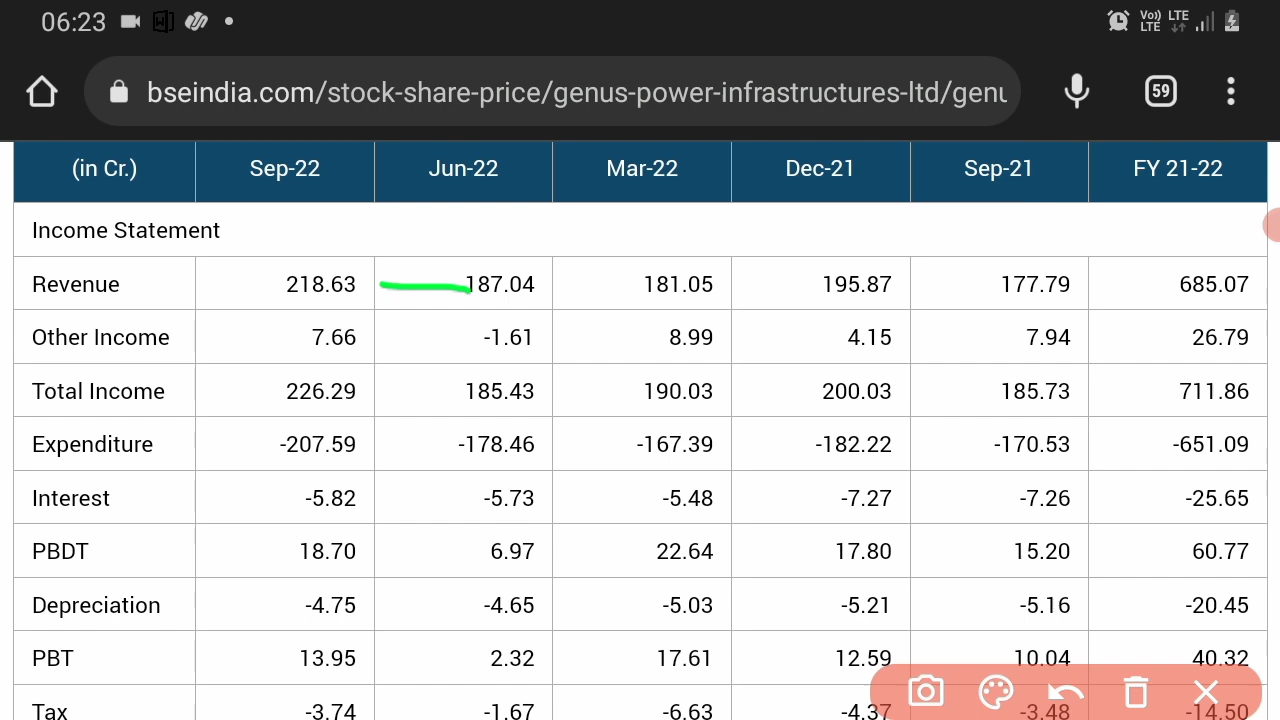 06:23 Vo)) LTE LTE
bseindia.com/stock-share-price/genus-power-infrastructures-ltd/genu 59
(in Cr.) Sep-22 Jun-22 Mar-22 Dec-21 Sep-21 FY 21-22
Income Statement
Revenue 218.63 187.04 181.05 195.87 177.79 685.07
Other Income 7.66 -1.61 8.99 4.15 7.94 26.79
Total Income 226.29 185.43 190.03 200.03 185.73 711.86
Expenditure -207.59 -178.46 -167.39 -182.22 -170.53 -651.09
Interest -5.82 -5.73 -5.48 -7.27 -7.26 -25.65
PBDT 18.70 6.97 22.64 17.80 15.20 60.77
Depreciation -4.75 -4.65 -5.03 -5.21 -5.16 -20.45
PBT 13.95 2.32 17.61 12.59 10.04 40.32
Tax -3.74 -1.67 -6.63 -4.37 -3.48 -14.50